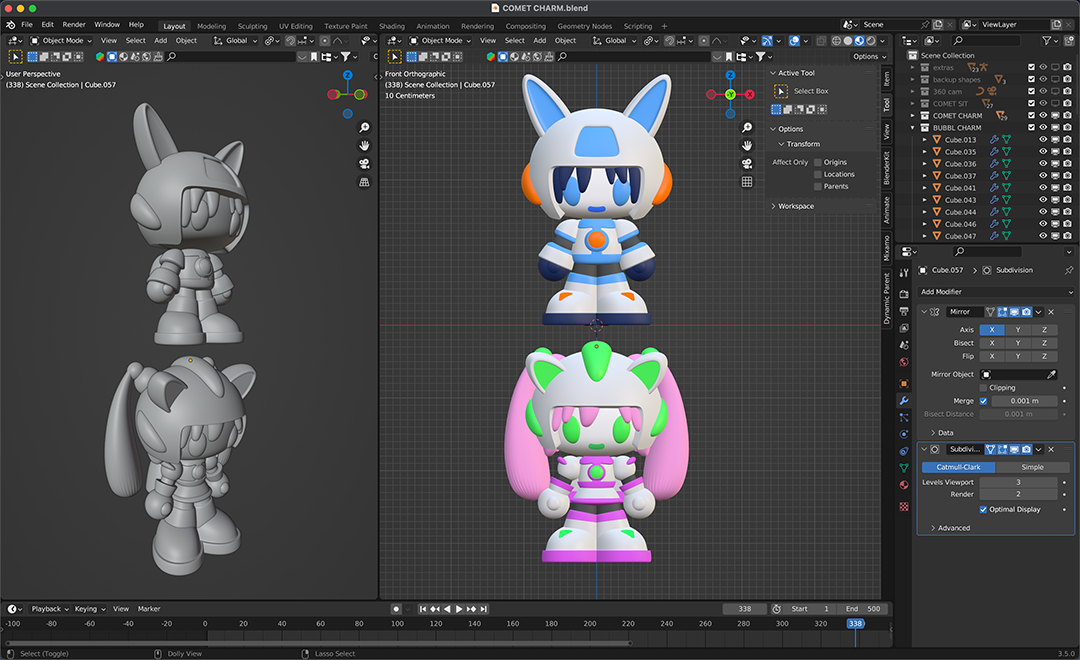 COMET CHARM.blend
File Edit Render Window Help Layout Modeling Sculpting UV Editing Texture Paint Shading Animation Rendering Compositing Geometry Nodes Scripting + Scene ViewLayer
Object Mode View Select Add Object Global
Object Mode View Select Add Object Global
Options
User Perspective
(338) Scene Collection | Cube.057
Front Orthographic
(338) Scene Collection | Cube.057
10 Centimeters
Z
Z
Y
X
Active Tool
Select Box
Options
Transform
Affect Only Origins
Locations
Parents
Workspace
Item
Tool
View
BlenderKit
Animate
Mixamo
Dynamic Parent
Scene Collection
extras 23
backup shapes 3
360 cam
COMET SIT 27
COMET CHARM 29
BUBBL CHARM
Cube.013
Cube.035
Cube.036
Cube.037
Cube.041
Cube.043
Cube.044
Cube.046
Cube.047
Cube.057 Subdivision
Add Modifier
Mirror
Axis X Y Z
Bisect X Y Z
Flip X Y Z
Mirror Object
Clipping
Merge 0.001 m
Bisect Distance 0.001 m
Data
Subdivi...
Catmull-Clark Simple
Levels Viewport 3
Render 2
Optimal Display
Advanced
Playback Keying View Marker 338 Start 1 End 500
-100 -80 -60 -40 -20 0 20 40 60 80 100 120 140 160 180 200 220 240 260 280 300 320 338 360
Select (Toggle) Dolly View Lasso Select 3.5.0